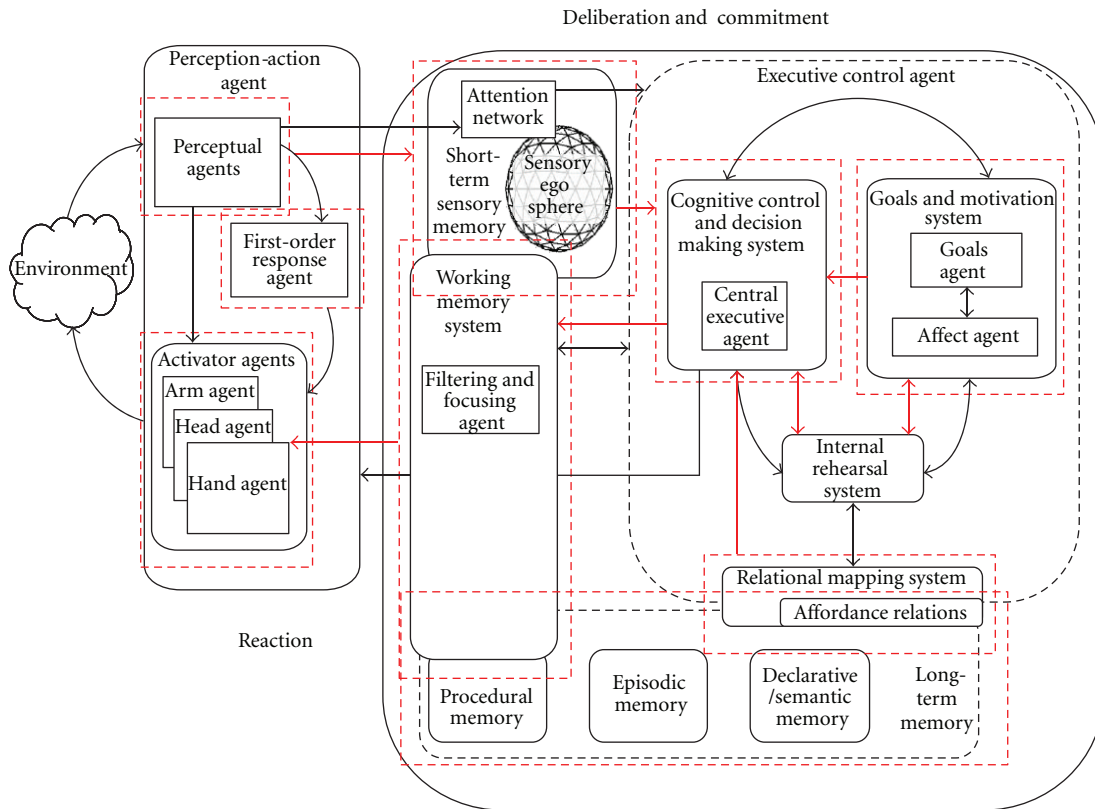 Deliberation and commitment
Perception-action
agent
Perceptual
agents
First-order
response
agent
Environment
Activator agents
Arm agent
Head agent
Hand agent
Reaction
Attention
network
Short-
term
sensory
memory
Sensory
ego
sphere
Working
memory
system
Filtering and
focusing
agent
Executive control agent
Cognitive control
and decision
making system
Central
executive
agent
Goals and motivation
system
Goals
agent
Affect agent
Internal
rehearsal
system
Relational mapping system
Affordance relations
Procedural
memory
Episodic
memory
Declarative
/semantic
memory
Long-
term
memory